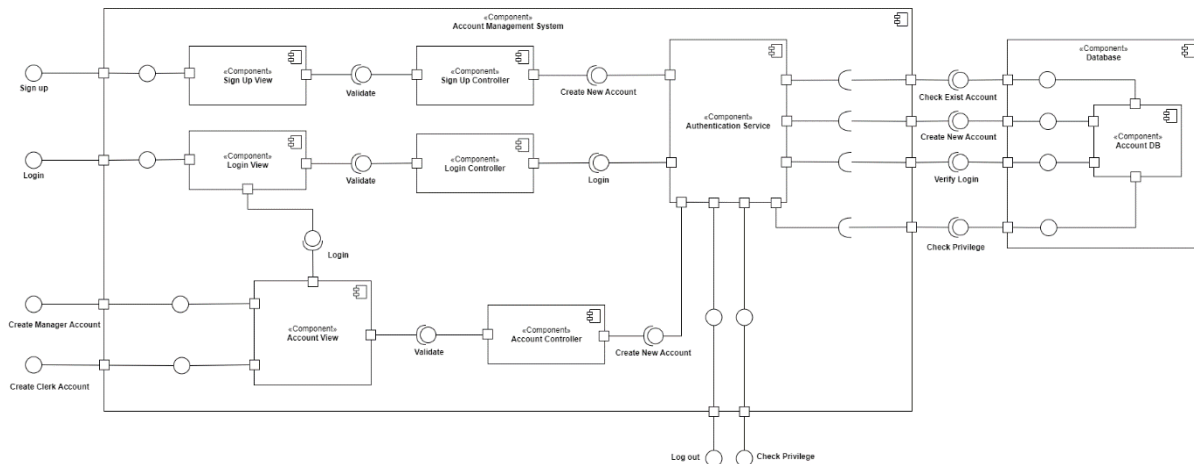 «Component»
Account Management System
«Component»
Sign Up View
«Component»
Sign Up Controller
«Component»
Authentication Service
«Component»
Database
«Component»
Account DB
Sign up
Validate
Create New Account
Check Exist Account
Create New Account
«Component»
Login View
«Component»
Login Controller
Login
Validate
Login
Verify Login
Login
Check Privilege
«Component»
Account View
«Component»
Account Controller
Create Manager Account
Validate
Create New Account
Create Clerk Account
Log out
Check Privilege